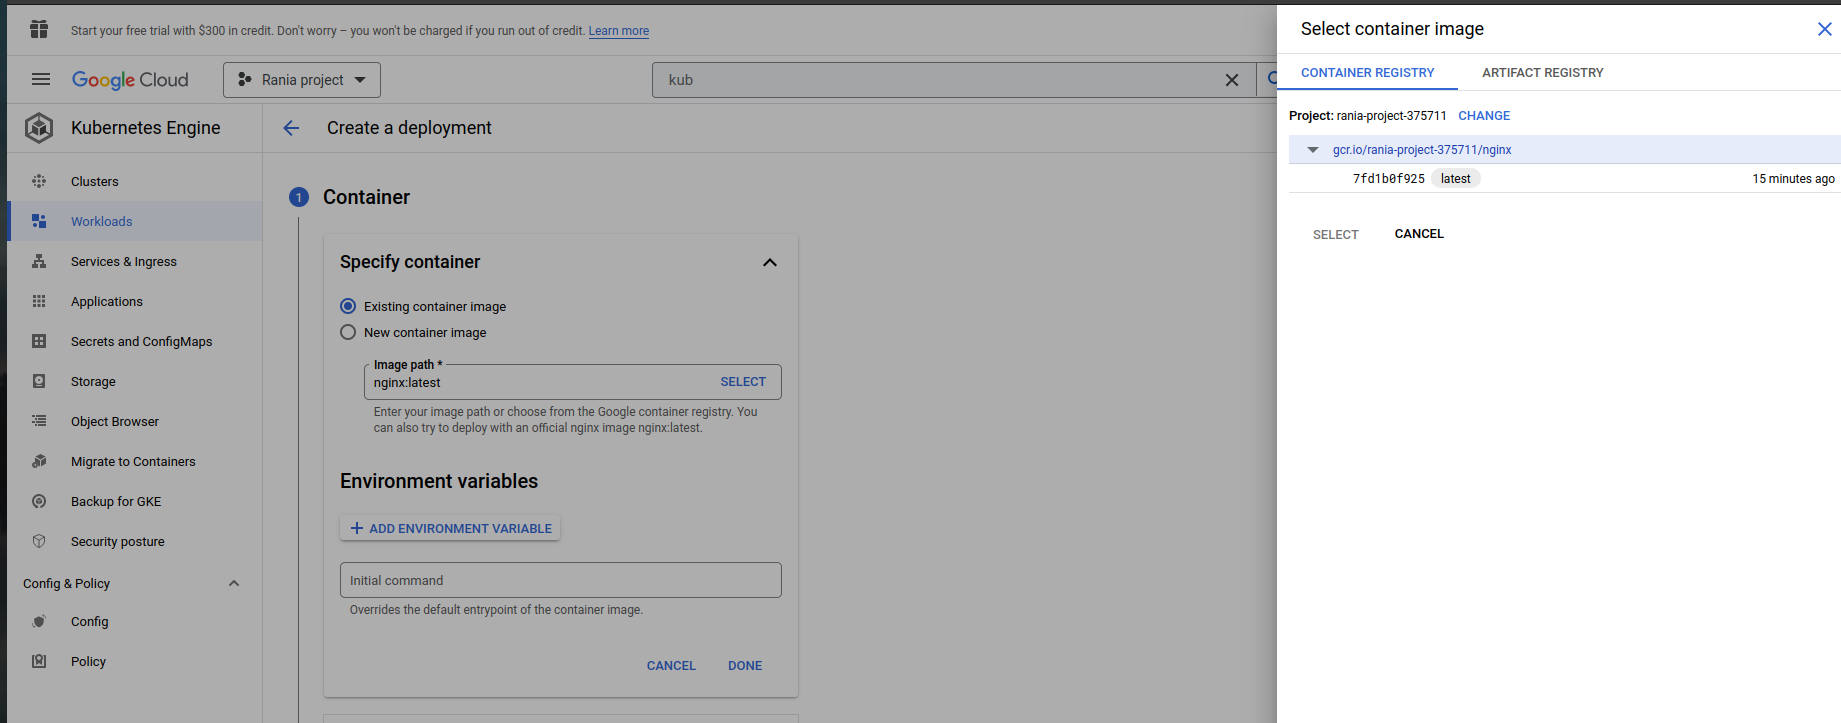 Start your free trial with $300 in credit. Don't worry – you won't be charged if you run out of credit. Learn more
Google Cloud
Rania project
kub
Kubernetes Engine
Clusters
Workloads
Services & Ingress
Applications
Secrets and ConfigMaps
Storage
Object Browser
Migrate to Containers
Backup for GKE
Security posture
Config & Policy
Config
Policy
Create a deployment
1 Container
Specify container
Existing container image
New container image
Image path *
nginx:latest SELECT
Enter your image path or choose from the Google container registry. You
can also try to deploy with an official nginx image nginx:latest.
Environment variables
ADD ENVIRONMENT VARIABLE
Initial command
Overrides the default entrypoint of the container image.
CANCEL DONE
Select container image
CONTAINER REGISTRY ARTIFACT REGISTRY
Project: rania-project-375711 CHANGE
gcr.io/rania-project-375711/nginx
7fd1b0f925 latest 15 minutes ago
SELECT CANCEL